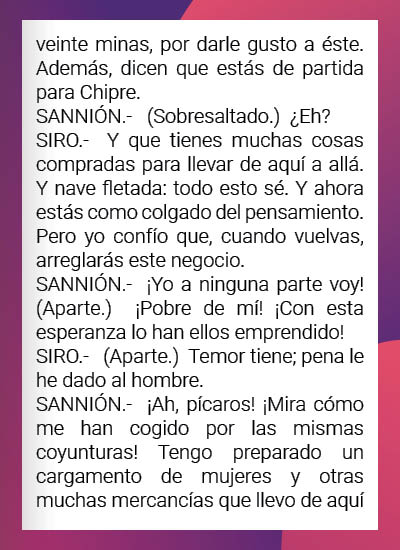 veinte minas, por darle gusto a éste.
Además, dicen que estás de partida
para Chipre.
SANNIÓN.- (Sobresaltado.) ¿Eh?
SIRO.- Y que tienes muchas cosas
compradas para llevar de aquí a allá.
Y nave fletada: todo esto sé. Y ahora
estás como colgado del pensamiento.
Pero yo confío que, cuando vuelvas,
arreglarás este negocio.
SANNIÓN.- ¡Yo a ninguna parte voy!
(Aparte.) ¡Pobre de mí! ¡Con esta
esperanza lo han ellos emprendido!
SIRO.- (Aparte.) Temor tiene; pena le
he dado al hombre.
SANNIÓN.- ¡Ah, pícaros! ¡Mira cómo
me han cogido por las mismas
coyunturas! Tengo preparado un
cargamento de mujeres y otras
muchas mercancías que llevo de aquí